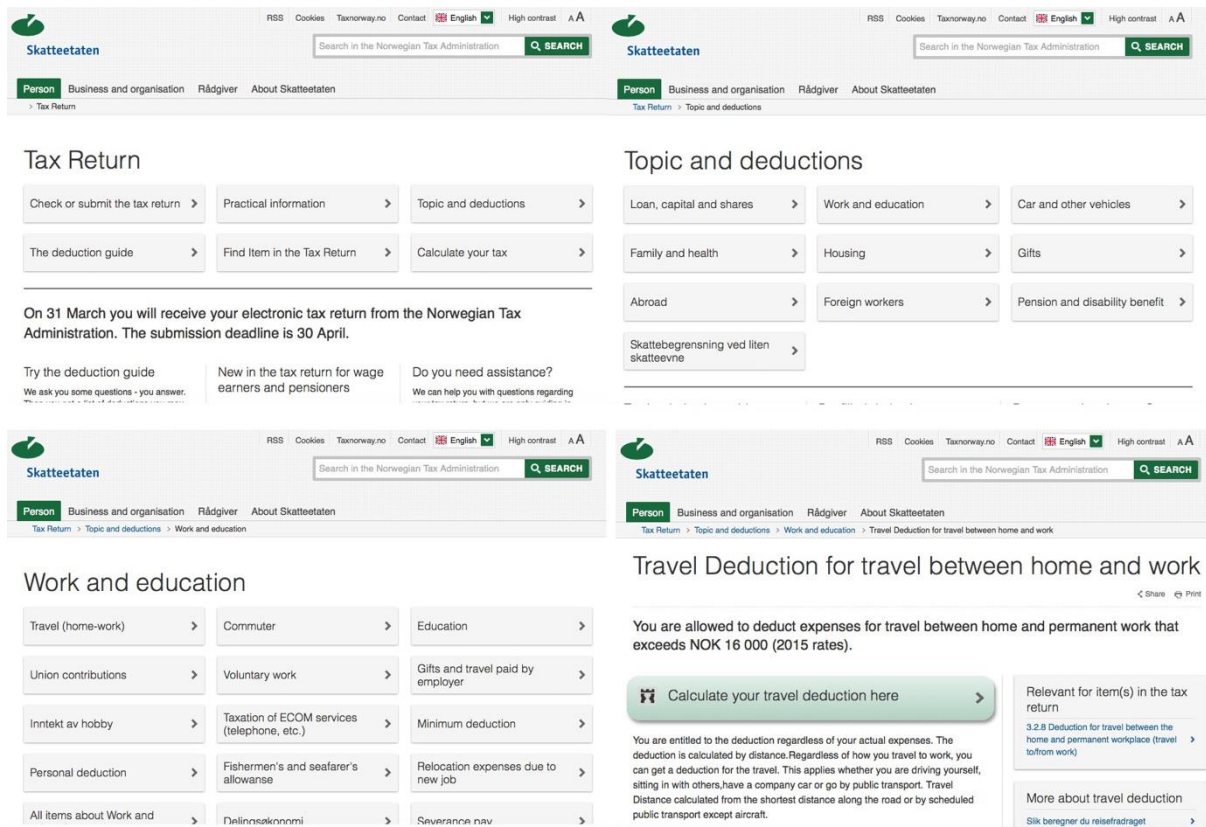 RSS Cookies Taxnorway.no Contact English High contrast A A
Skatteetaten
Search in the Norwegian Tax Administration SEARCH
Person Business and organisation Rådgiver About Skatteetaten
> Tax Return
Tax Return
Check or submit the tax return
Practical information
Topic and deductions
The deduction guide
Find Item in the Tax Return
Calculate your tax
On 31 March you will receive your electronic tax return from the Norwegian Tax
Administration. The submission deadline is 30 April.
Try the deduction guide
We ask you some questions - you answer.
New in the tax return for wage
earners and pensioners
Do you need assistance?
We can help you with questions regarding
RSS Cookies Taxnorway.no Contact English High contrast A A
Skatteetaten
Search in the Norwegian Tax Administration SEARCH
Person Business and organisation Rådgiver About Skatteetaten
Tax Return > Topic and deductions
Topic and deductions
Loan, capital and shares
Work and education
Car and other vehicles
Family and health
Housing
Gifts
Abroad
Foreign workers
Pension and disability benefit
Skattebegrensning ved liten
skatteevne
RSS Cookies Taxnorway.no Contact English High contrast A A
Skatteetaten
Search in the Norwegian Tax Administration SEARCH
Person Business and organisation Rådgiver About Skatteetaten
Tax Return > Topic and deductions > Work and education
Work and education
Travel (home-work)
Commuter
Education
Union contributions
Voluntary work
Gifts and travel paid by
employer
Inntekt av hobby
Taxation of ECOM services
(telephone, etc.)
Minimum deduction
Personal deduction
Fishermen's and seafarer's
allowanse
Relocation expenses due to
new job
All items about Work and
Delingsøkonomi
Severance pay
RSS Cookies Taxnorway.no Contact English High contrast A A
Skatteetaten
Search in the Norwegian Tax Administration SEARCH
Person Business and organisation Rådgiver About Skatteetaten
Tax Return > Topic and deductions > Work and education > Travel Deduction for travel between home and work
Travel Deduction for travel between home and work
Share Print
You are allowed to deduct expenses for travel between home and permanent work that
exceeds NOK 16 000 (2015 rates).
Calculate your travel deduction here
You are entitled to the deduction regardless of your actual expenses. The
deduction is calculated by distance.Regardless of how you travel to work, you
can get a deduction for the travel. This applies whether you are driving yourself,
sitting in with others,have a company car or go by public transport. Travel
Distance calculated from the shortest distance along the road or by scheduled
public transport except aircraft.
Relevant for item(s) in the tax
return
3.2.8 Deduction for travel between the
home and permanent workplace (travel
to/from work)
More about travel deduction
Slik beregner du reisefradraget